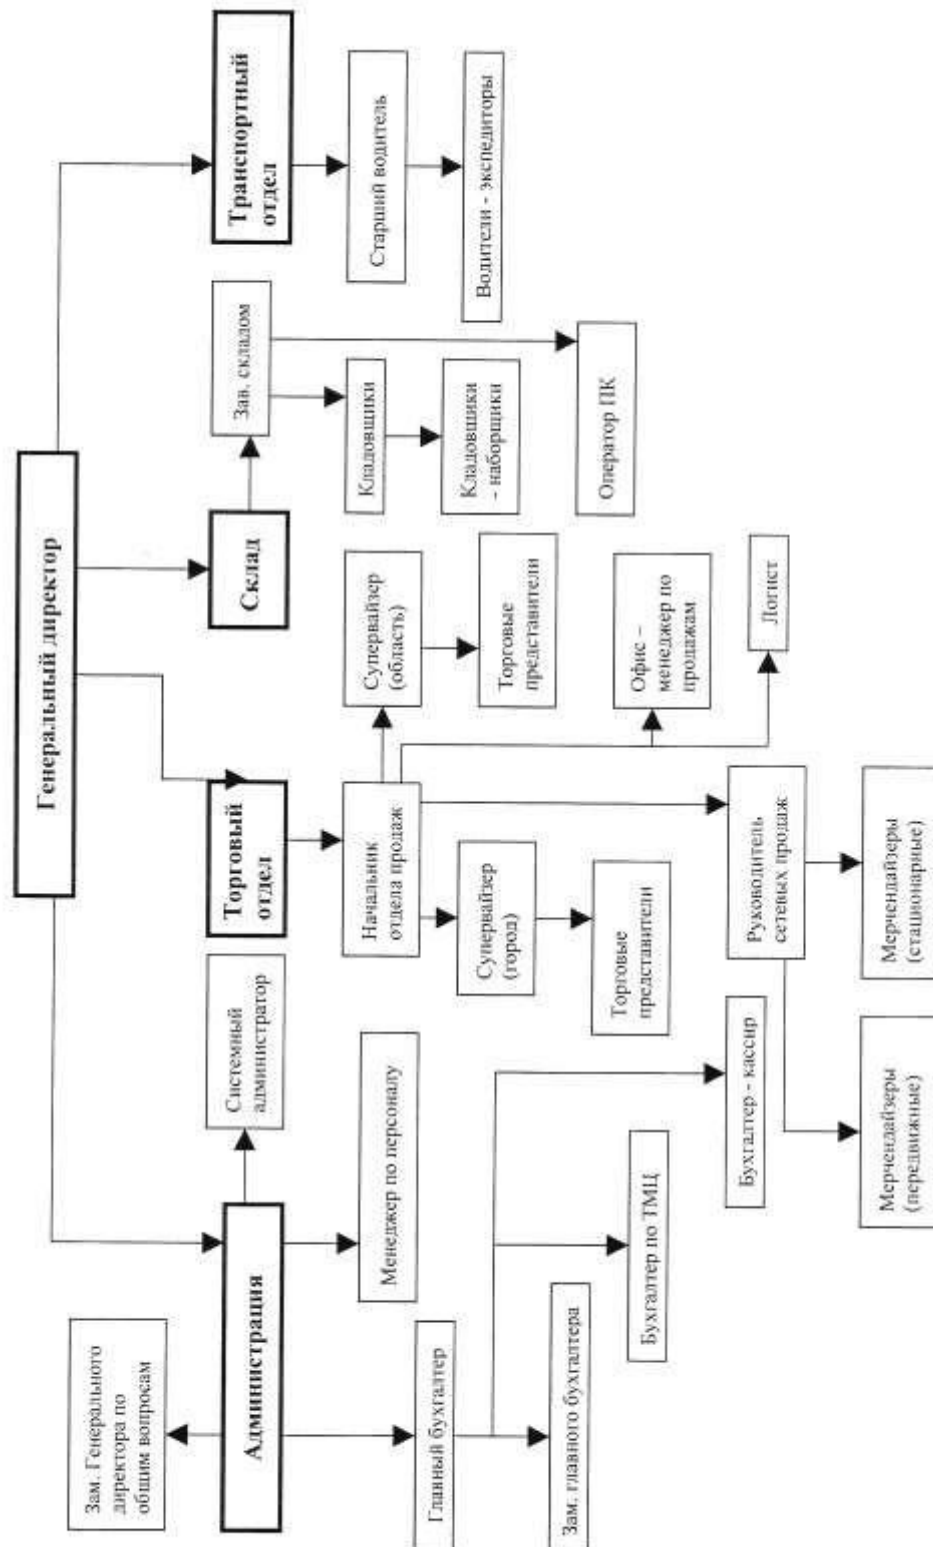 Генеральный директор
Зам. Генерального
директора по
общим вопросам
Администрация
Системный
администратор
Торговый
отдел
Склад
Зав. складом
Транспортный
отдел
Менеджер по персоналу
Начальник
отдела продаж
Супервайзер
(область)
Кладовщики
Старший водитель
Главный бухгалтер
Супервайзер
(город)
Торговые
представители
Кладовщики
– наборщики
Водители - экспедиторы
Зам. главного бухгалтера
Бухгалтер по ТМЦ
Торговые
представители
Офис –
менеджер по
продажам
Оператор ПК
Бухгалтер - кассир
Руководитель
сетевых продаж
Логист
Мерчендайзеры
(передвижные)
Мерчендайзеры
(стационарные)